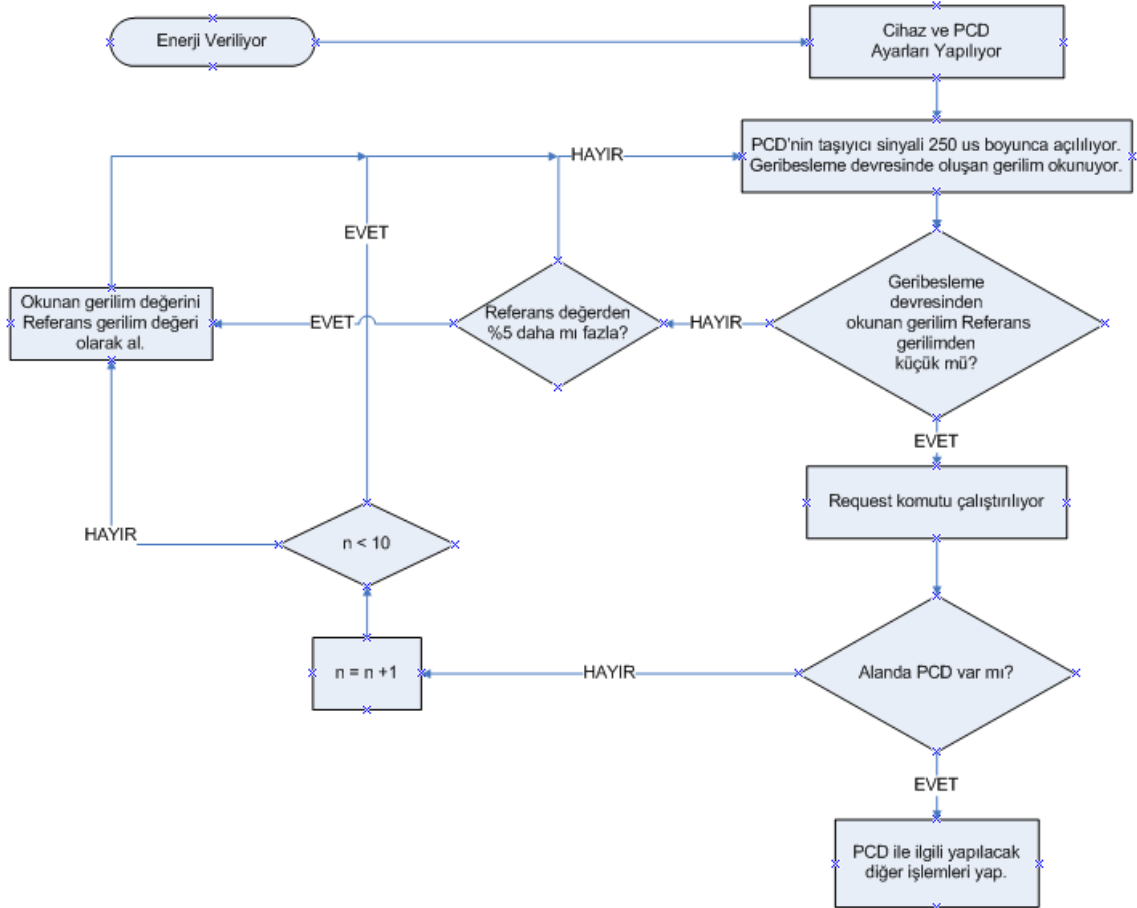 Enerji Veriliyor
Cihaz ve PCD
Ayarları Yapılıyor
PCD'nin taşıyıcı sinyali 250 us boyunca açılılıyor.
Geribesleme devresinde oluşan gerilim okunuyor.
HAYIR
EVET
Geribesleme
devresinden
okunan gerilim Referans
gerilimden
küçük mü?
Okunan gerilim değerini
Referans gerilim değeri
olarak al.
EVET
Referans değerden
%5 daha mı fazla?
HAYIR
EVET
Request komutu çalıştırılıyor
HAYIR
n < 10
n = n +1
HAYIR
Alanda PCD var mı?
EVET
PCD ile ilgili yapılacak
diğer işlemleri yap.